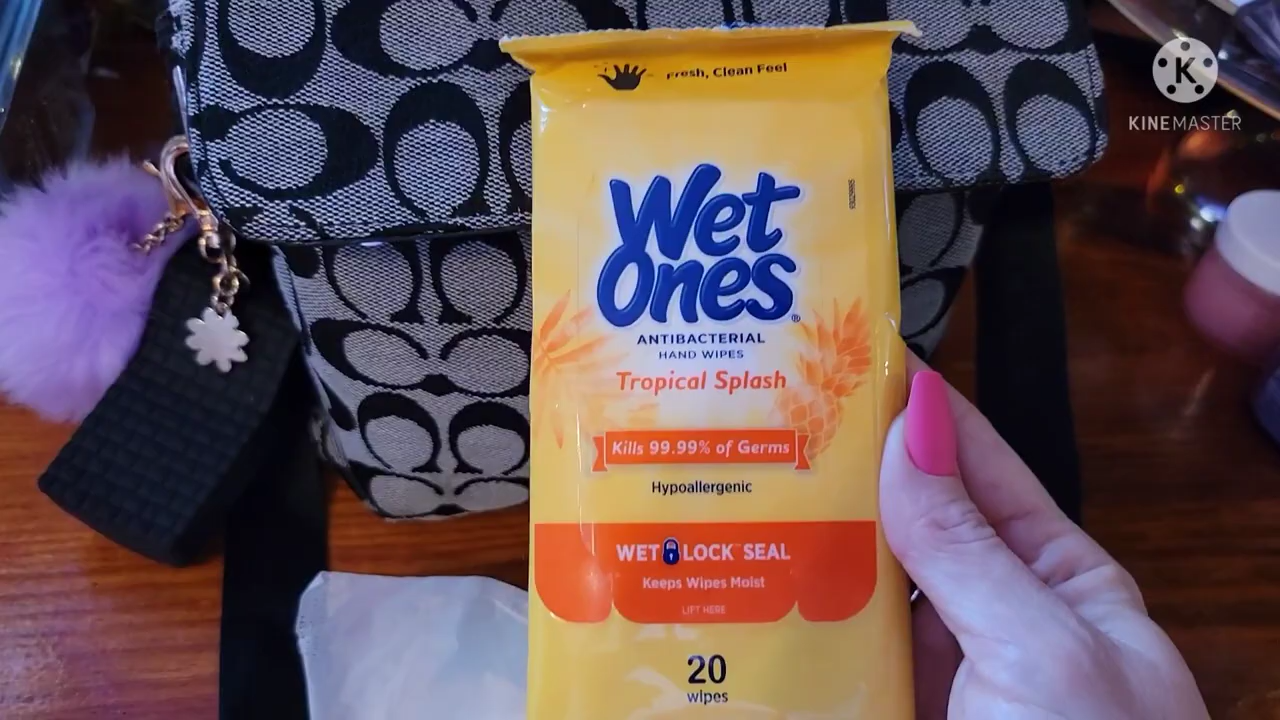 Fresh, Clean Feel
K
KINEMASTER
Wet
Ones®
ANTIBACTERIAL
HAND WIPES
Tropical Splash
Kills 99.99% of Germs
Hypoallergenic
WET LOCK™ SEAL
Keeps Wipes Moist
LIFT HERE
20
wipes